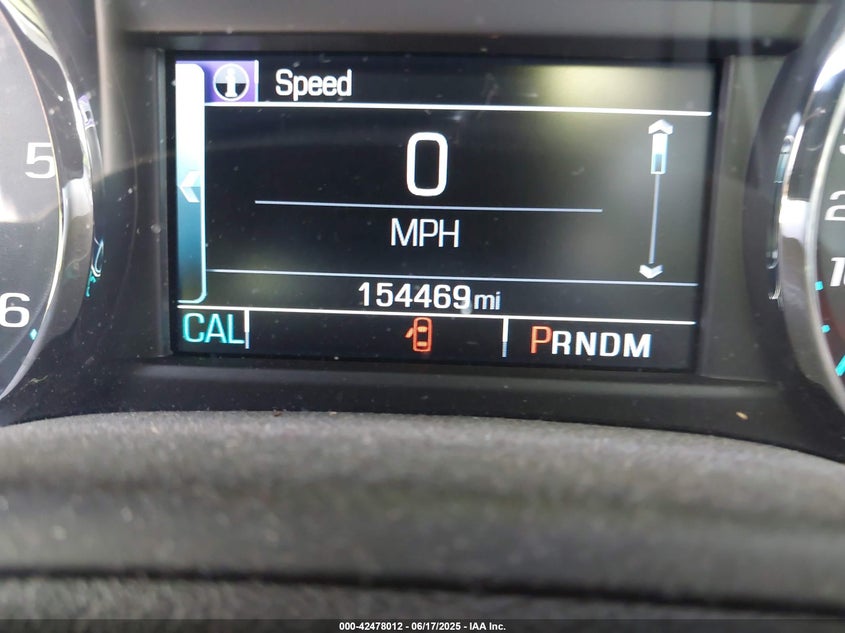 Speed
0
MPH
154469mi
CAL
PRNDM
5
6
000-42478012 • 06/17/2025 • IAA Inc.